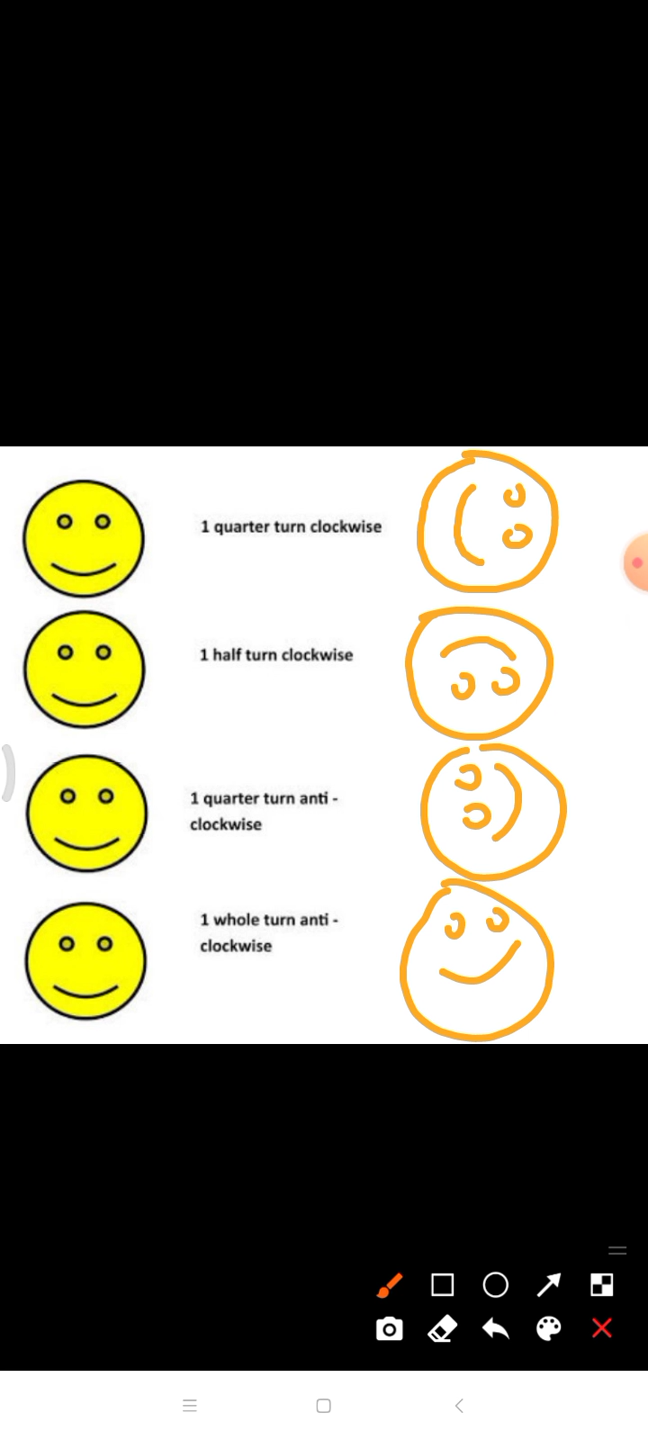 1 quarter turn clockwise
1 half turn clockwise
1 quarter turn anti -
clockwise
1 whole turn anti -
clockwise